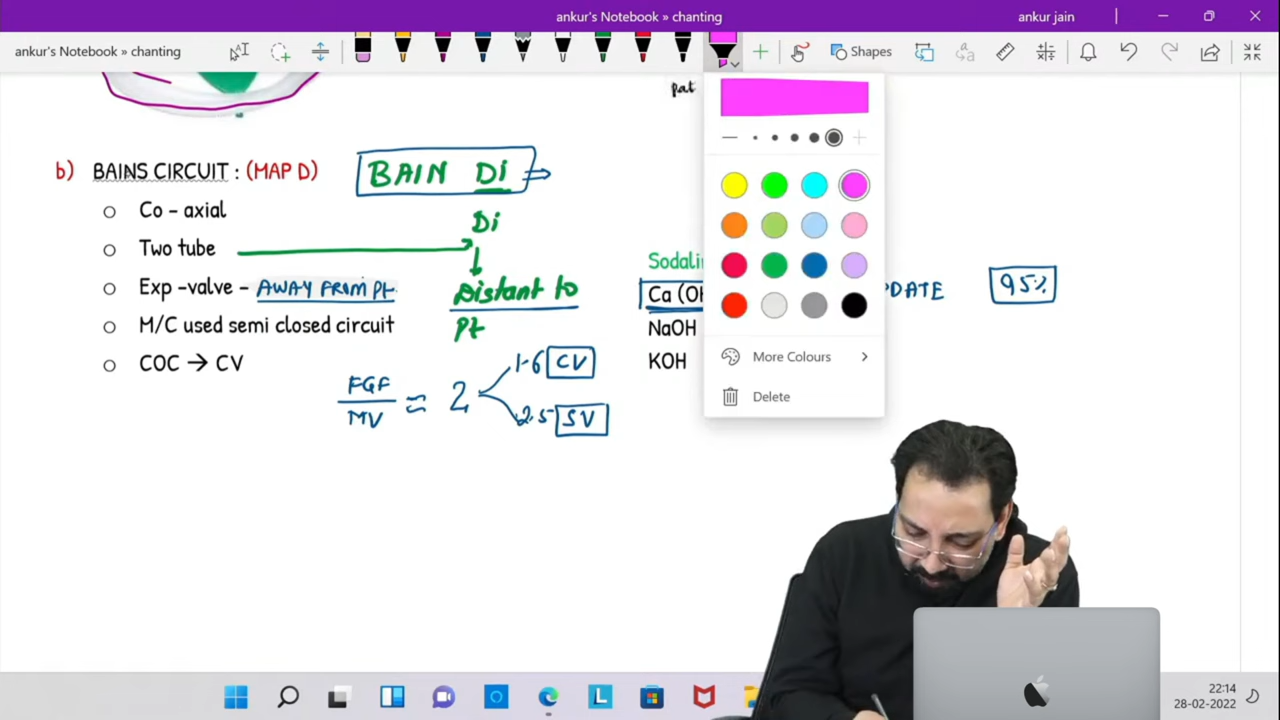 ankur's Notebook » chanting
ankur jain
ankur's Notebook » chanting
Shapes
pat
b) BAINS CIRCUIT : (MAP D)
BAIN Di ⇒
Co - axial
Di
Two tube
Sodali
Exp -valve - AWAY FROM Pt
Distant to
Pt
Ca (OH
DATE
95%
M/C used semi closed circuit
NaOH
COC → CV
KOH
FGF
MV
≈ 2
1.6 CV
2.5 SV
More Colours
Delete
22:14
28-02-2022